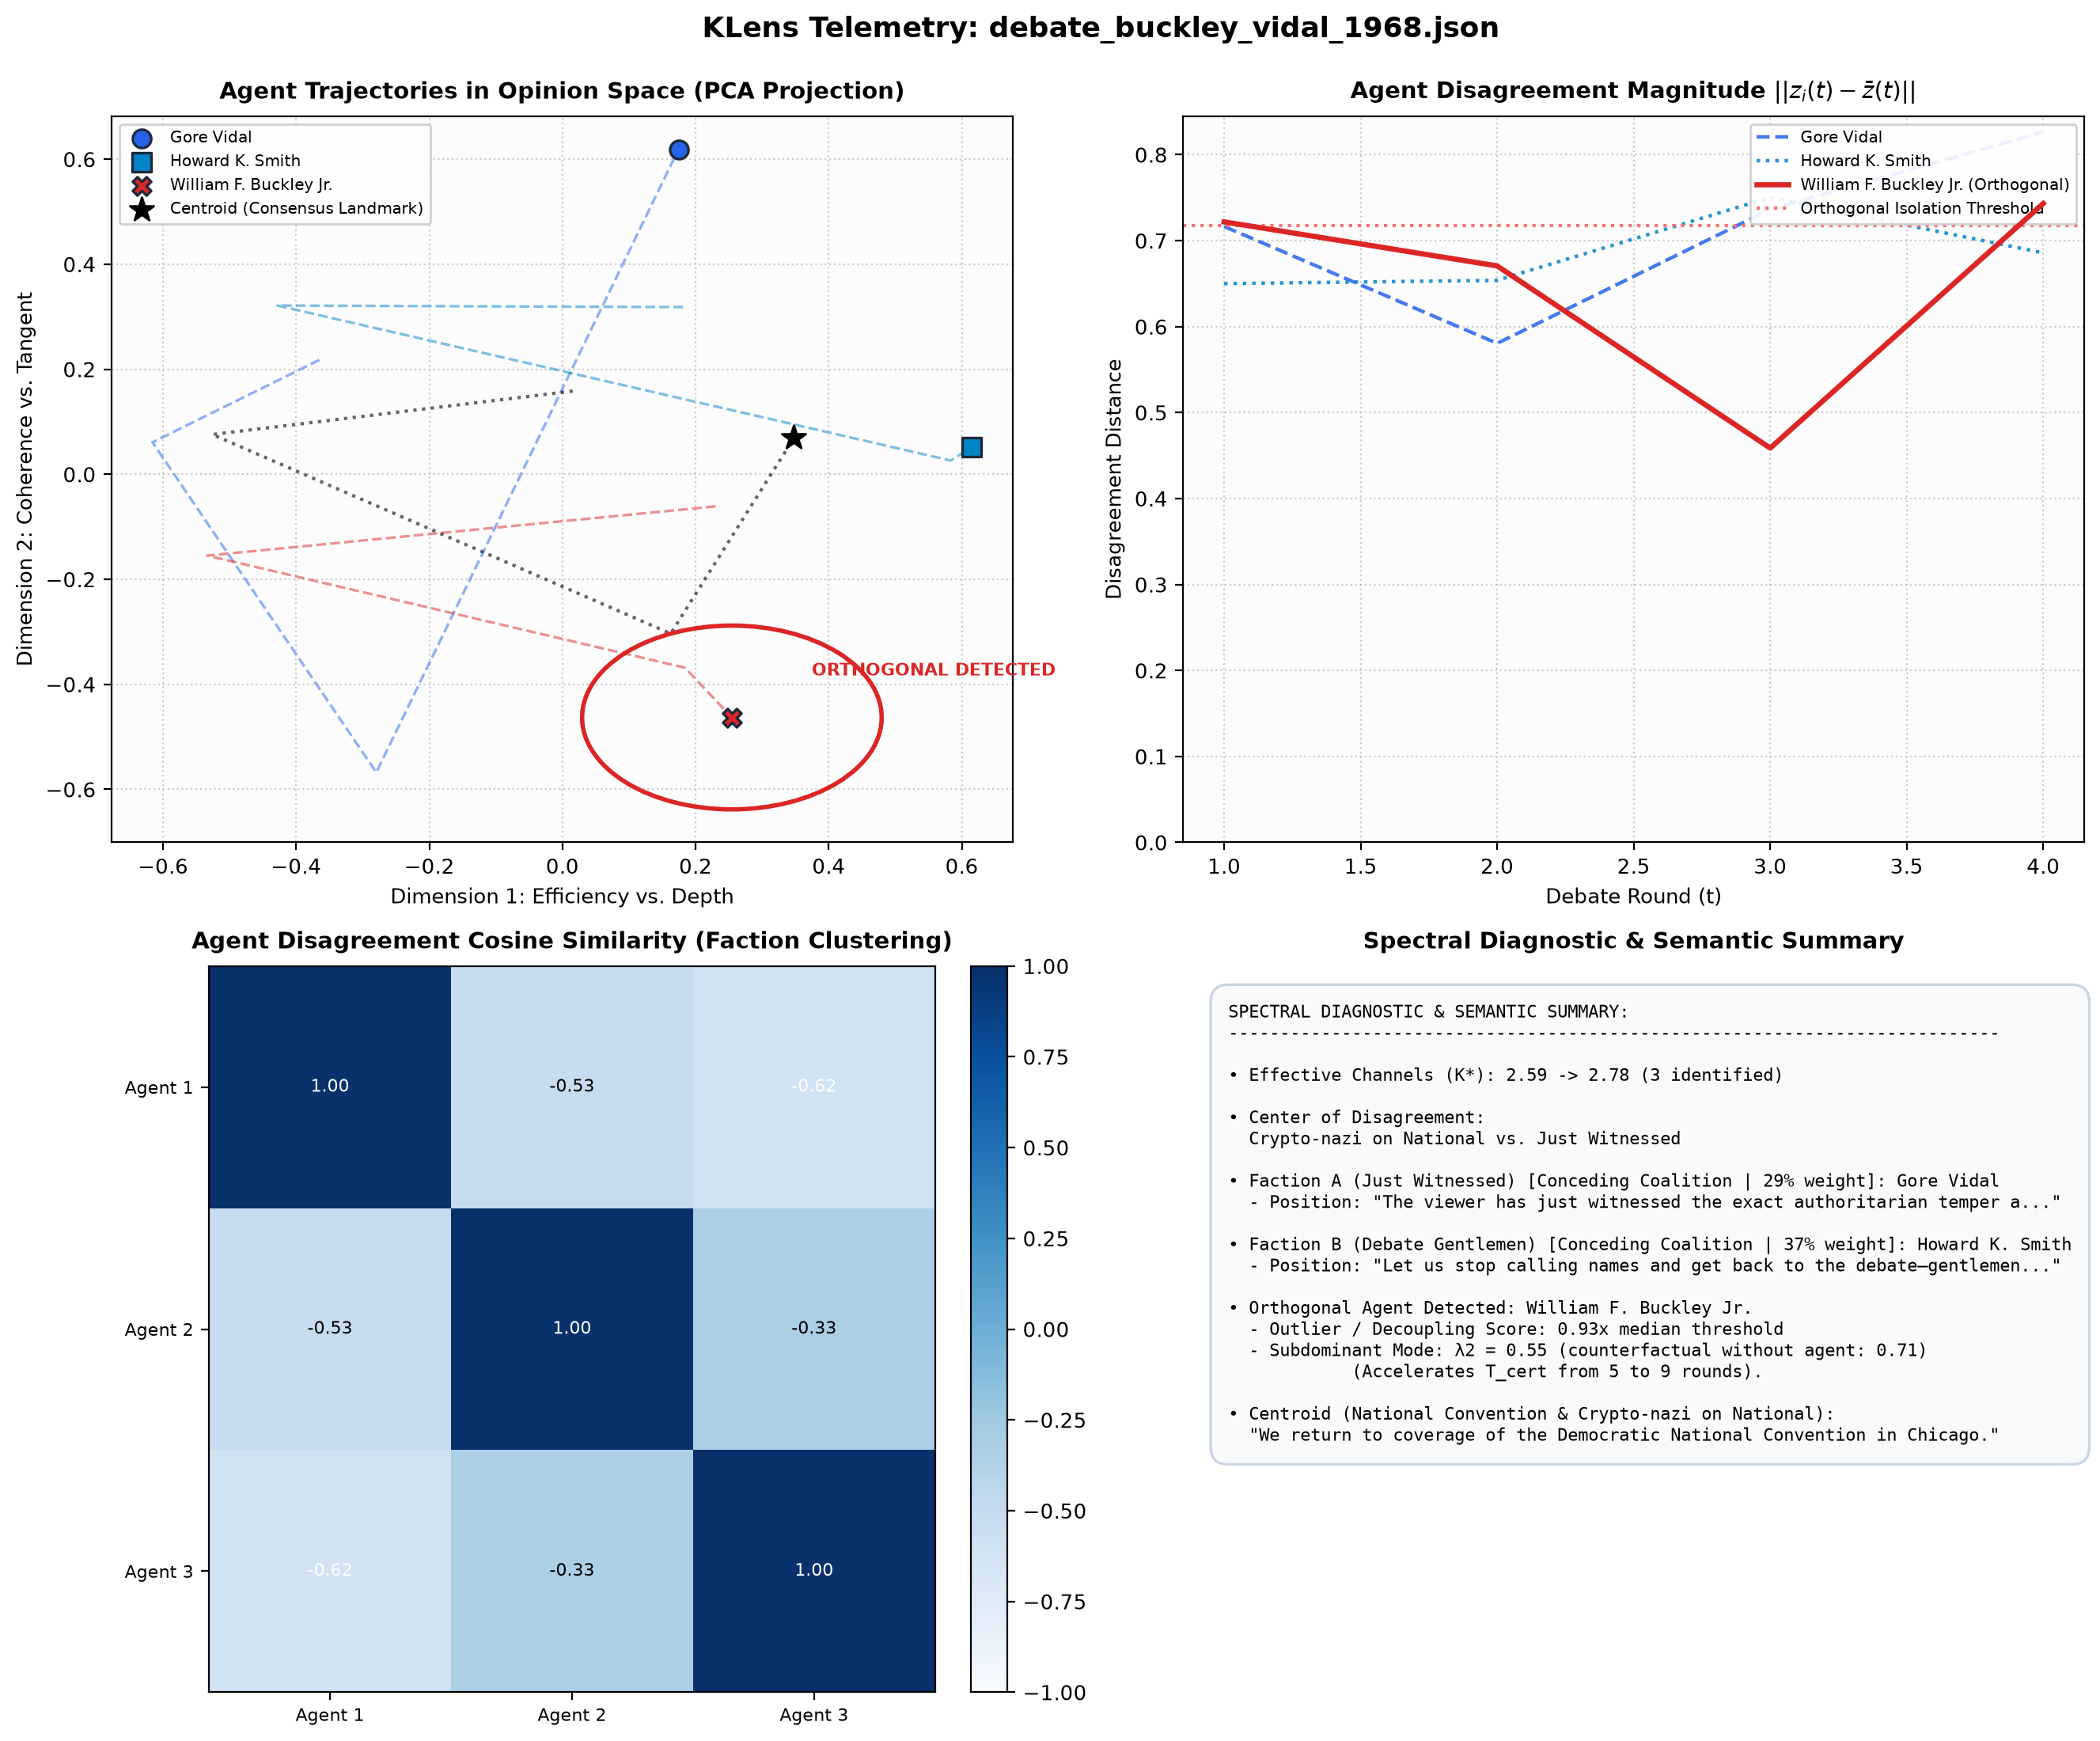 KLens Telemetry: debate_buckley_vidal_1968.json
Agent Trajectories in Opinion Space (PCA Projection)
Gore Vidal
Howard K. Smith
William F. Buckley Jr.
Centroid (Consensus Landmark)
ORTHOGONAL DETECTED
Dimension 2: Coherence vs. Tangent
0.6
0.4
0.2
0.0
−0.2
−0.4
−0.6
−0.6
−0.4
−0.2
0.0
0.2
0.4
0.6
Dimension 1: Efficiency vs. Depth
Agent Disagreement Magnitude ||z_i(t) − z̄(t)||
Gore Vidal
Howard K. Smith
William F. Buckley Jr. (Orthogonal)
Orthogonal Isolation Threshold
Disagreement Distance
0.8
0.7
0.6
0.5
0.4
0.3
0.2
0.1
0.0
1.0
1.5
2.0
2.5
3.0
3.5
4.0
Debate Round (t)
Agent Disagreement Cosine Similarity (Faction Clustering)
Agent 1
1.00
-0.53
-0.62
Agent 2
-0.53
1.00
-0.33
Agent 3
-0.62
-0.33
1.00
Agent 1
Agent 2
Agent 3
1.00
0.75
0.50
0.25
0.00
−0.25
−0.50
−0.75
−1.00
Spectral Diagnostic & Semantic Summary
SPECTRAL DIAGNOSTIC & SEMANTIC SUMMARY:
---------------------------------------------------------------------------
• Effective Channels (K*): 2.59 -> 2.78 (3 identified)
• Center of Disagreement:
Crypto-nazi on National vs. Just Witnessed
• Faction A (Just Witnessed) [Conceding Coalition | 29% weight]: Gore Vidal
- Position: "The viewer has just witnessed the exact authoritarian temper a..."
• Faction B (Debate Gentlemen) [Conceding Coalition | 37% weight]: Howard K. Smith
- Position: "Let us stop calling names and get back to the debate—gentlemen..."
• Orthogonal Agent Detected: William F. Buckley Jr.
- Outlier / Decoupling Score: 0.93x median threshold
- Subdominant Mode: λ2 = 0.55 (counterfactual without agent: 0.71)
(Accelerates T_cert from 5 to 9 rounds).
• Centroid (National Convention & Crypto-nazi on National):
"We return to coverage of the Democratic National Convention in Chicago."